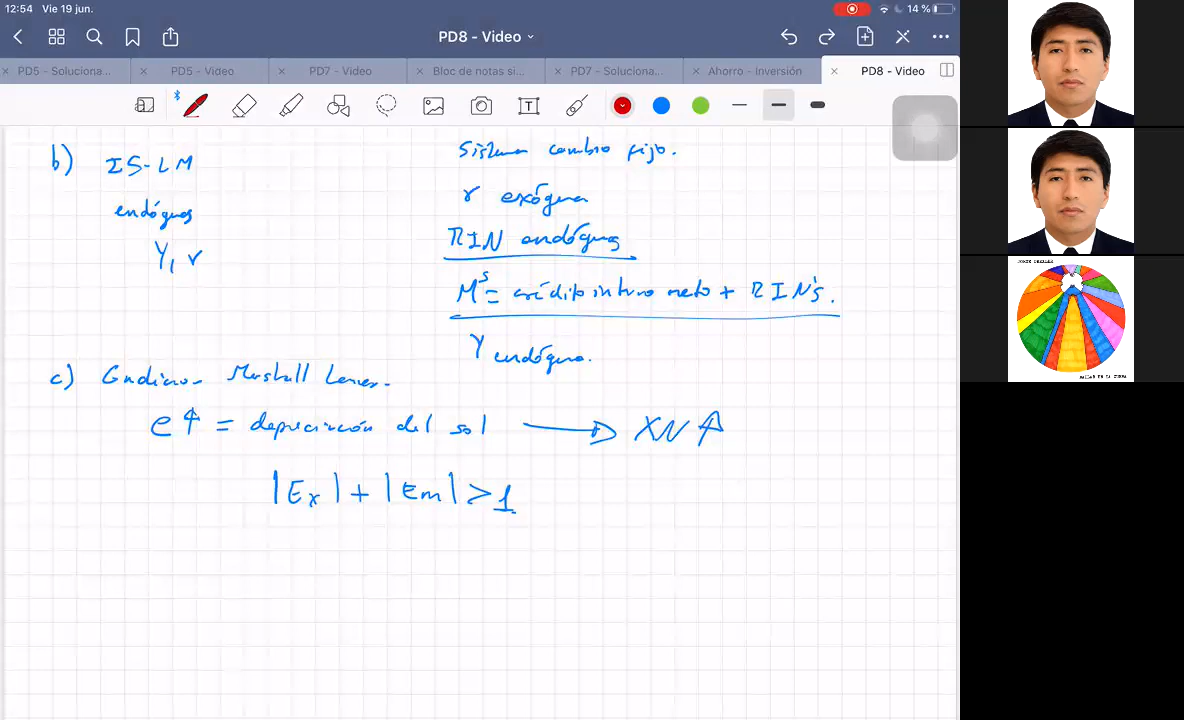 12:54 Vie 19 jun.
14 %
PD8 - Video
PD5 - Soluciona...
PD5 - Video
PD7 - Video
Bloc de notas si...
PD7 - Soluciona...
Ahorro - Inversión
PD8 - Video
b) IS-LM
endógenas
Y, r
Sistema cambio fijo.
r exógena
RIN endógenas
Mˢ = crédito interno neto + RIN's.
Y endógena.
c) Condición Marshall Lerner.
e↑ = depreciación del sol → XN↑
|Ex| + |Em| > 1